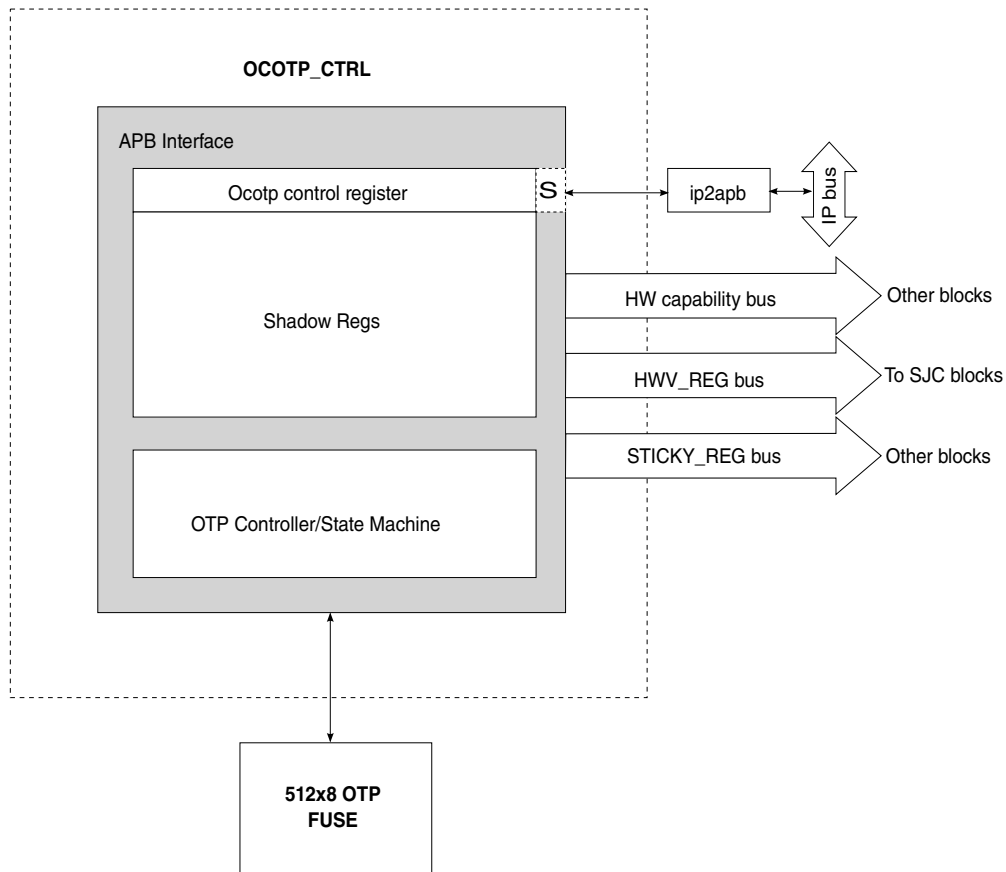 OCOTP_CTRL
APB Interface
Ocotp control register
S
ip2apb
IP bus
Shadow Regs
HW capability bus
Other blocks
HWV_REG bus
To SJC blocks
STICKY_REG bus
Other blocks
OTP Controller/State Machine
512x8 OTP
FUSE